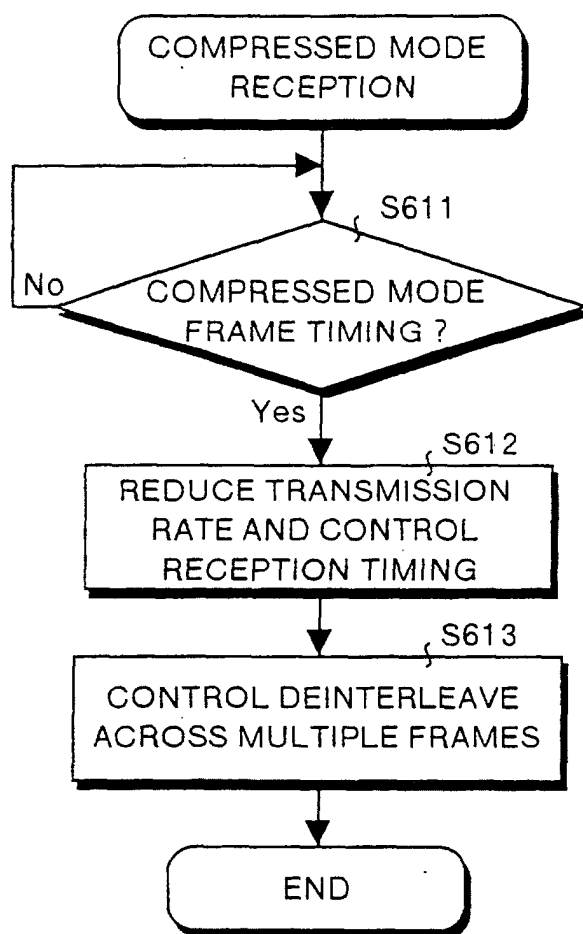 COMPRESSED MODE
RECEPTION
S611
No
COMPRESSED MODE
FRAME TIMING ?
Yes
S612
REDUCE TRANSMISSION
RATE AND CONTROL
RECEPTION TIMING
S613
CONTROL DEINTERLEAVE
ACROSS MULTIPLE FRAMES
END